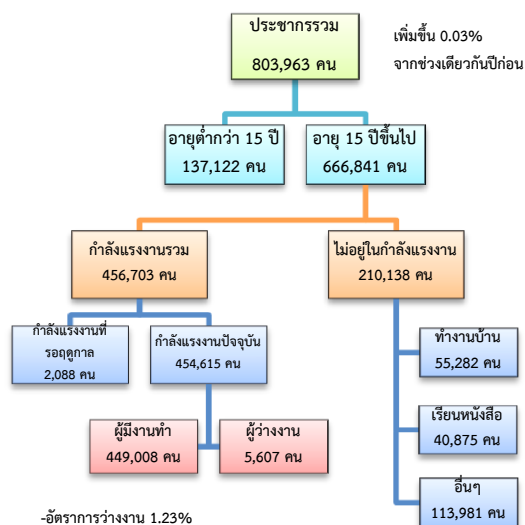 ประชากรรวม
803,963 คน
เพิ่มขึ้น 0.03%
จากช่วงเดียวกันปีก่อน
อายุต่ำกว่า 15 ปี
137,122 คน
อายุ 15 ปีขึ้นไป
666,841 คน
กำลังแรงงานรวม
456,703 คน
ไม่อยู่ในกำลังแรงงาน
210,138 คน
กำลังแรงงานที่
รอฤดูกาล
2,088 คน
กำลังแรงงานปัจจุบัน
454,615 คน
ทำงานบ้าน
55,282 คน
ผู้มีงานทำ
449,008 คน
ผู้ว่างงาน
5,607 คน
เรียนหนังสือ
40,875 คน
อื่นๆ
113,981 คน
-อัตราการว่างงาน 1.23%